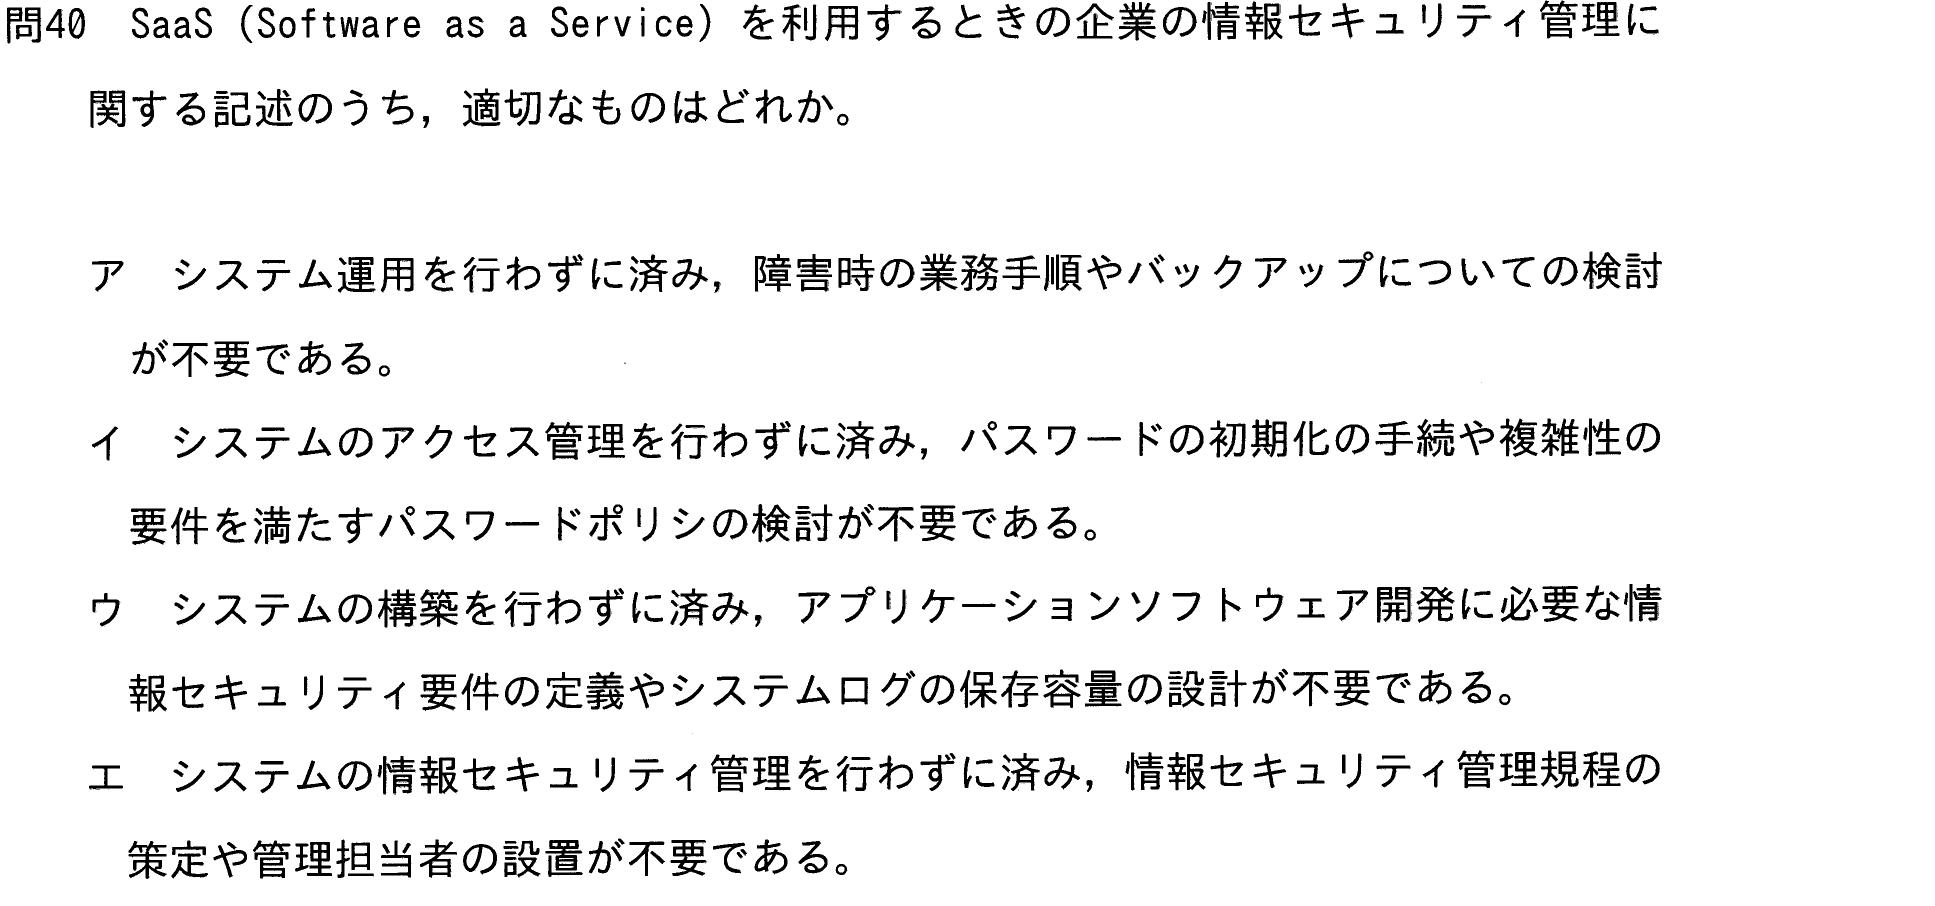 問40　SaaS (Software as a Service) を利用するときの企業の情報セキュリティ管理に
関する記述のうち，適切なものはどれか。
ア　システム運用を行わずに済み，障害時の業務手順やバックアップについての検討
が不要である。
イ　システムのアクセス管理を行わずに済み，パスワードの初期化の手続や複雑性の
要件を満たすパスワードポリシの検討が不要である。
ウ　システムの構築を行わずに済み，アプリケーションソフトウェア開発に必要な情
報セキュリティ要件の定義やシステムログの保存容量の設計が不要である。
エ　システムの情報セキュリティ管理を行わずに済み，情報セキュリティ管理規程の
策定や管理担当者の設置が不要である。